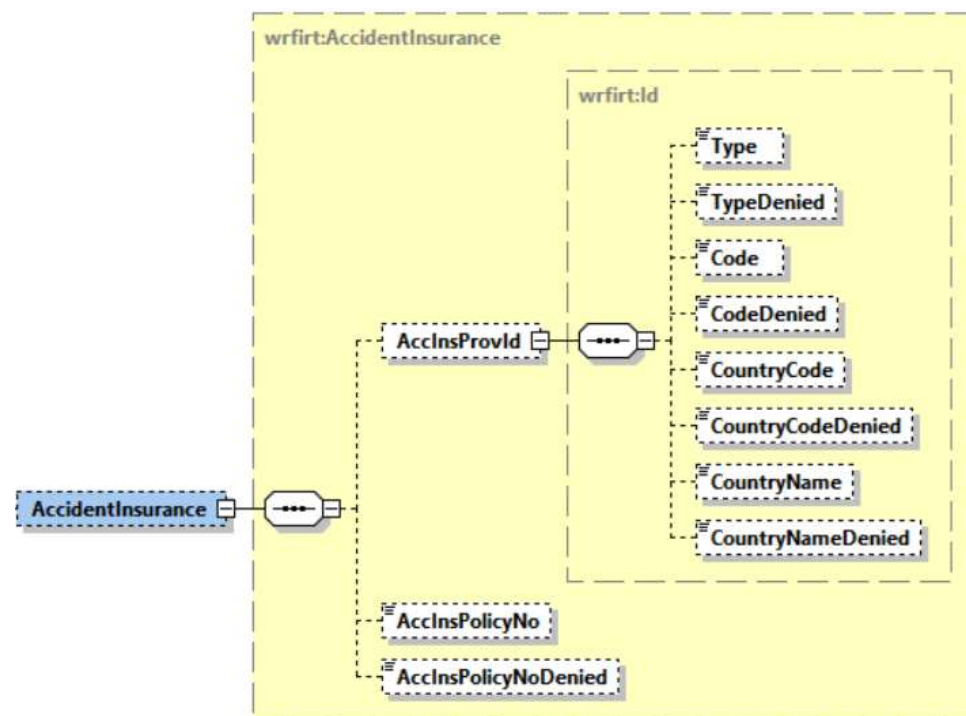 wrfirt:AccidentInsurance
wrfirt:Id
Type
TypeDenied
Code
CodeDenied
AccInsProvId
CountryCode
CountryCodeDenied
CountryName
AccidentInsurance
CountryNameDenied
AccInsPolicyNo
AccInsPolicyNoDenied